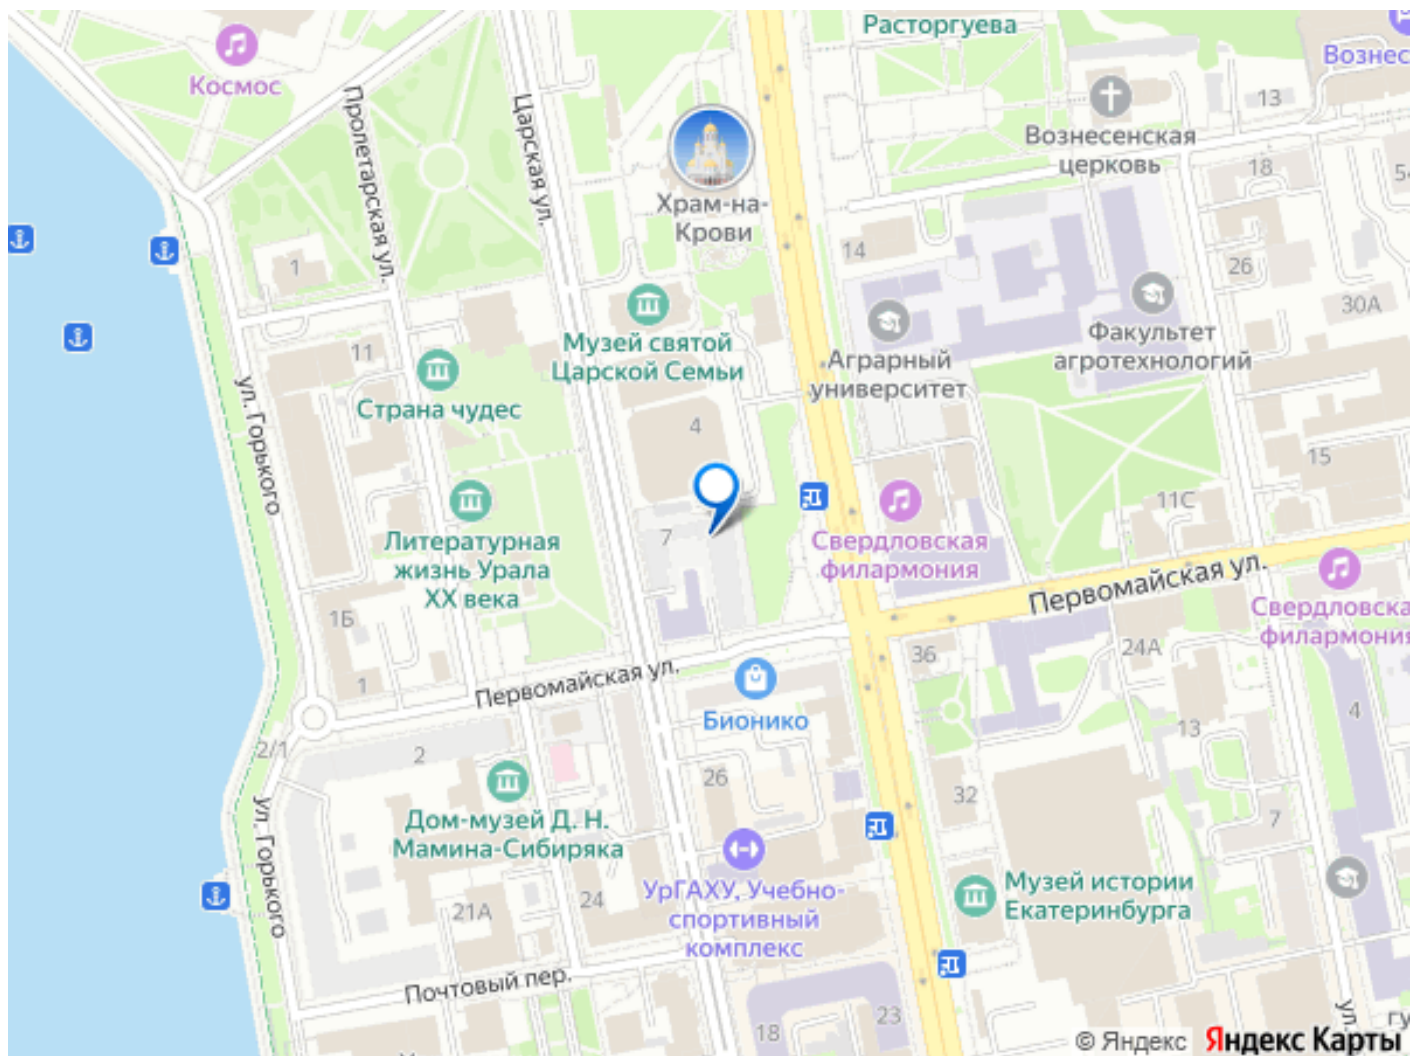 Расторгуева
Космос
Вознес
13
Вознесенская
церковь
18
54
Пролетарская ул.
Царская ул.
Храм-на-
Крови
14
26
1
30А
Музей святой
Царской Семьи
Аграрный
университет
Факультет
агротехнологий
11
Страна чудес
ул. Горького
4
15
11С
7
Литературная
жизнь Урала
XX века
Свердловская
филармония
Первомайская ул.
Свердловска
филармония
1Б
36
24А
1
Первомайская ул.
Бионико
4
13
2/1
2
26
32
7
Дом-музей Д. Н.
Мамина-Сибиряка
ул. Горького
УрГАХУ, Учебно-
спортивный
комплекс
Музей истории
Екатеринбурга
24
21А
Почтовый пер.
18
23
ул.
гу
© Яндекс Яндекс Карты